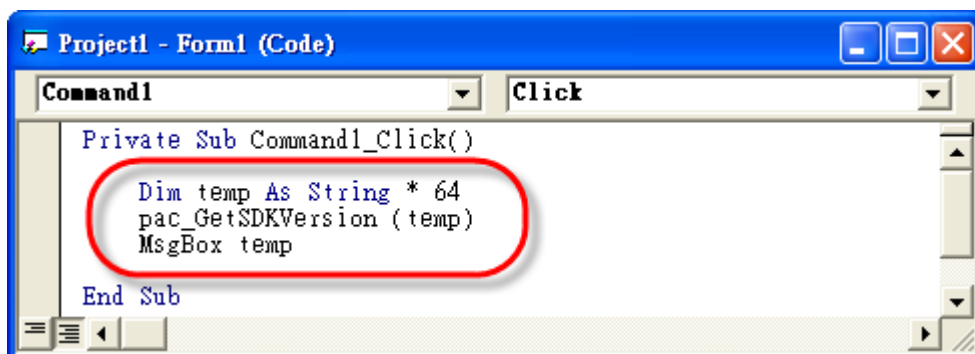 Project1 - Form1 (Code)
Command1 Click
Private Sub Command1_Click()
Dim temp As String * 64
pac_GetSDKVersion (temp)
MsgBox temp
End Sub